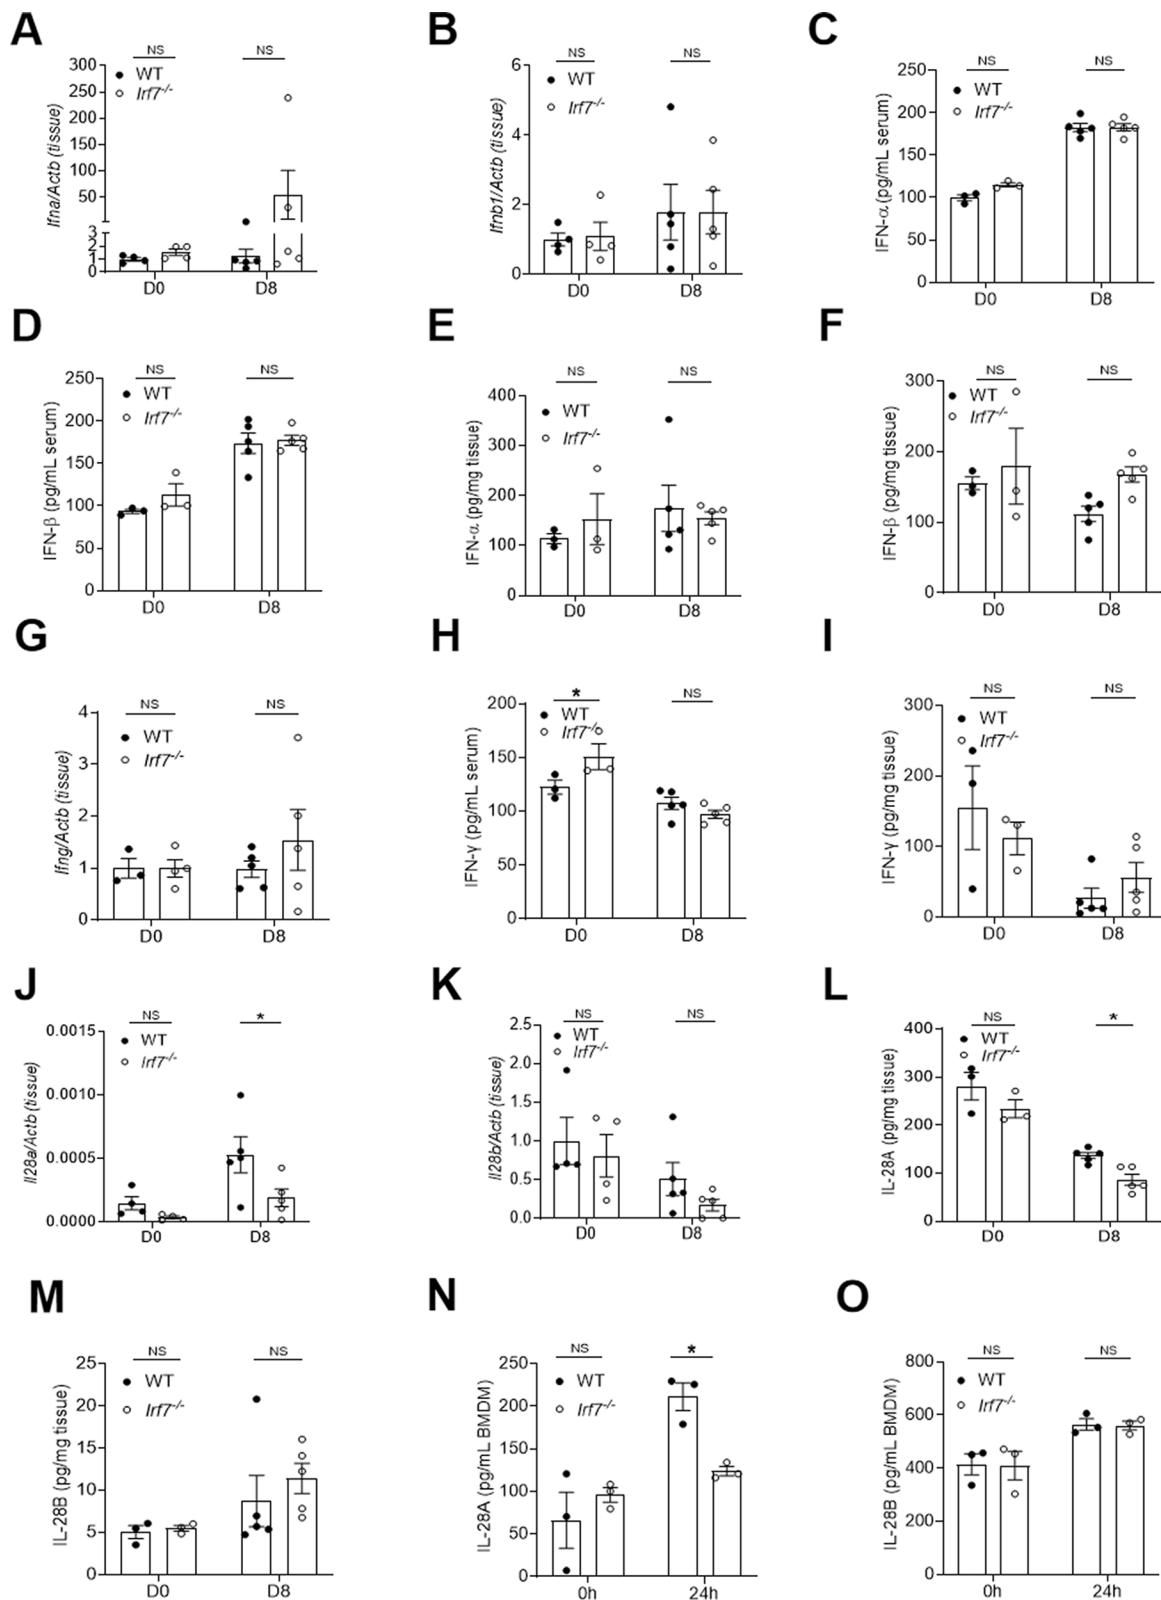 A
NS NS
WT
Irf7-/-
Ifna/Actb (tissue)
300
250
200
150
100
50
3
2
1
0
D0 D8
B
NS NS
WT
Irf7-/-
Ifnb1/Actb (tissue)
6
4
2
0
D0 D8
C
NS NS
WT
Irf7-/-
IFN-α (pg/mL serum)
250
200
150
100
50
0
D0 D8
D
NS NS
WT
Irf7-/-
IFN-β (pg/mL serum)
250
200
150
100
50
0
D0 D8
E
NS NS
WT
Irf7-/-
IFN-α (pg/mg tissue)
400
300
200
100
0
D0 D8
F
NS NS
WT
Irf7-/-
IFN-β (pg/mg tissue)
300
200
100
0
D0 D8
G
NS NS
WT
Irf7-/-
Ifng/Actb (tissue)
4
3
2
1
0
D0 D8
H
* NS
WT
Irf7-/-
IFN-γ (pg/mL serum)
200
150
100
50
0
D0 D8
I
NS NS
WT
Irf7-/-
IFN-γ (pg/mg tissue)
300
200
100
0
D0 D8
J
NS *
WT
Irf7-/-
Il28a/Actb (tissue)
0.0015
0.0010
0.0005
0.0000
D0 D8
K
NS NS
WT
Irf7-/-
Il28b/Actb (tissue)
2.5
2.0
1.5
1.0
0.5
0.0
D0 D8
L
NS *
WT
Irf7-/-
IL-28A (pg/mg tissue)
400
300
200
100
0
D0 D8
M
NS NS
WT
Irf7-/-
IL-28B (pg/mg tissue)
25
20
15
10
5
0
D0 D8
N
NS *
WT
Irf7-/-
IL-28A (pg/mL BMDM)
250
200
150
100
50
0
0h 24h
O
NS NS
WT
Irf7-/-
IL-28B (pg/mL BMDM)
800
600
400
200
0
0h 24h